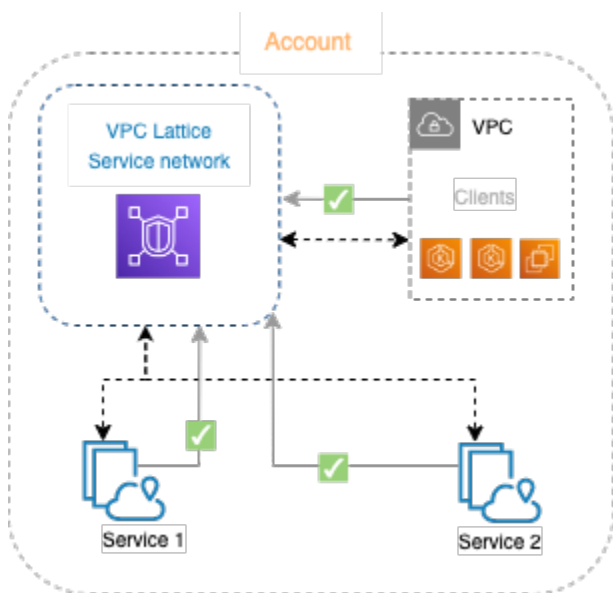 Account
VPC Lattice
Service network
VPC
Clients
Service 1
Service 2